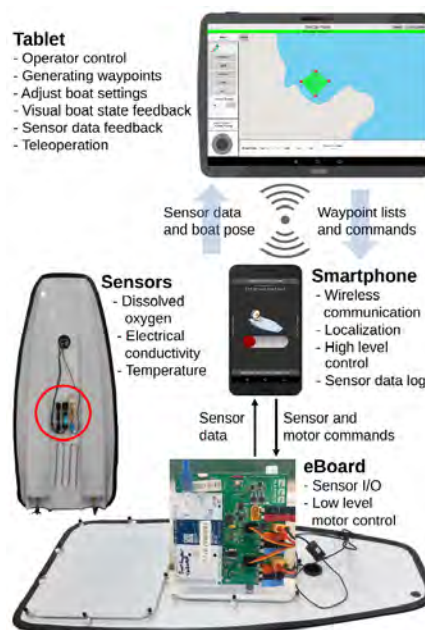 Tablet
- Operator control
- Generating waypoints
- Adjust boat settings
- Visual boat state feedback
- Sensor data feedback
- Teleoperation
Sensor data
and boat pose
Waypoint lists
and commands
Sensors
- Dissolved
oxygen
- Electrical
conductivity
- Temperature
Smartphone
- Wireless
communication
- Localization
- High level
control
- Sensor data log
Sensor
data
Sensor and
motor commands
eBoard
- Sensor I/O
- Low level
motor control